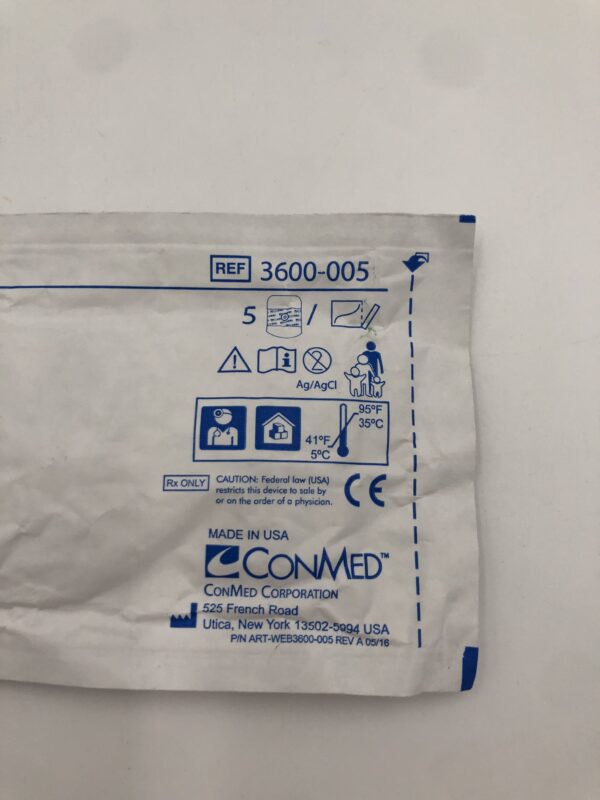 REF 3600-005
5 /
Ag/AgCl
95°F
35°C
41°F
5°C
Rx ONLY
CAUTION: Federal law (USA)
restricts this device to sale by
or on the order of a physician.
CE
MADE IN USA
CONMED™
CONMED CORPORATION
525 French Road
Utica, New York 13502-5994 USA
P/N ART-WEB3600-005 REV A 05/16